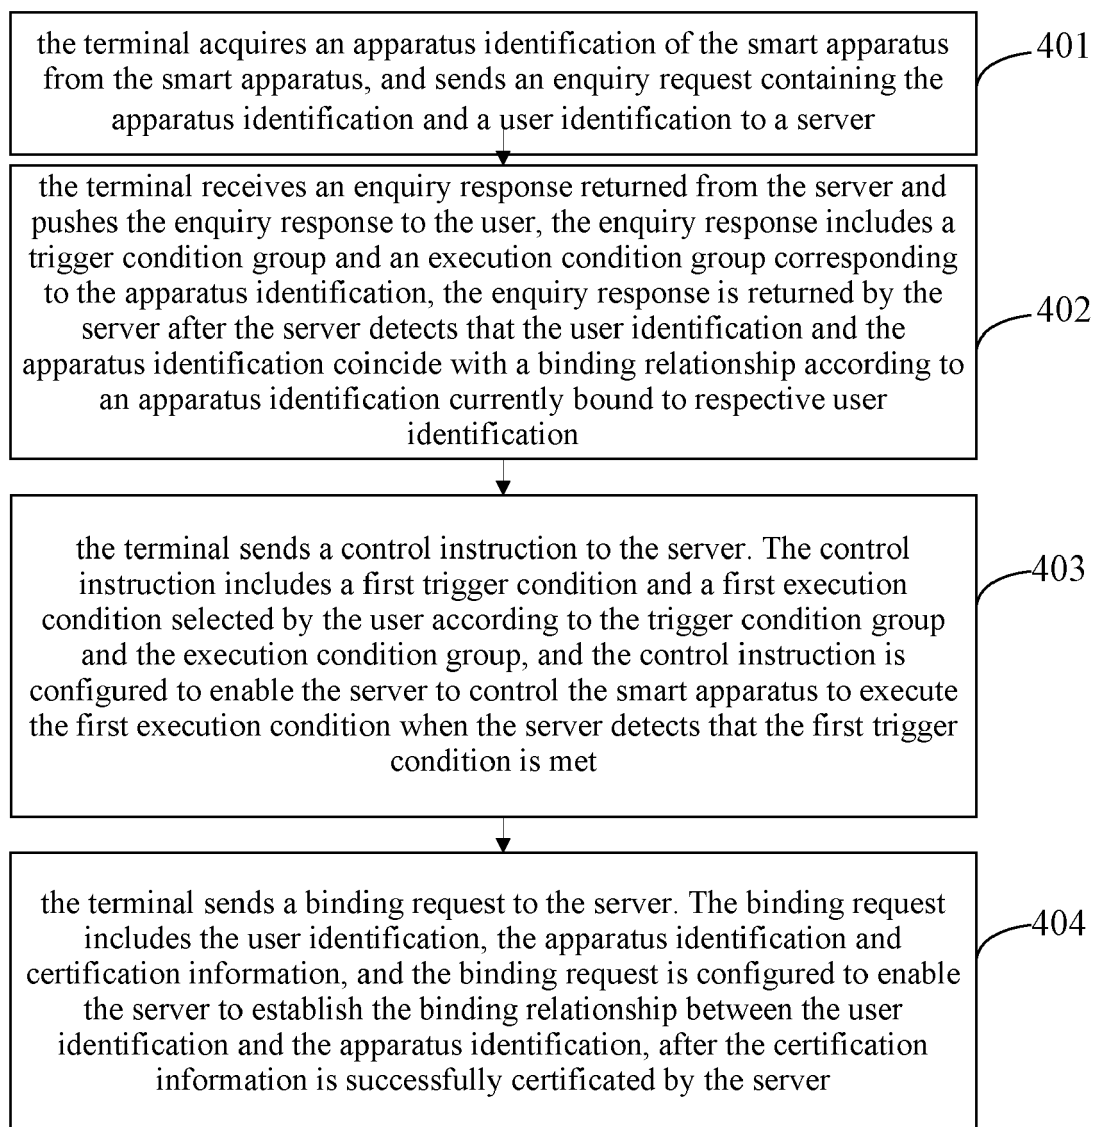 the terminal acquires an apparatus identification of the smart apparatus
from the smart apparatus, and sends an enquiry request containing the
apparatus identification and a user identification to a server
401
the terminal receives an enquiry response returned from the server and
pushes the enquiry response to the user, the enquiry response includes a
trigger condition group and an execution condition group corresponding
to the apparatus identification, the enquiry response is returned by the
server after the server detects that the user identification and the
apparatus identification coincide with a binding relationship according to
an apparatus identification currently bound to respective user
identification
402
the terminal sends a control instruction to the server. The control
instruction includes a first trigger condition and a first execution
condition selected by the user according to the trigger condition group
and the execution condition group, and the control instruction is
configured to enable the server to control the smart apparatus to execute
the first execution condition when the server detects that the first trigger
condition is met
403
the terminal sends a binding request to the server. The binding request
includes the user identification, the apparatus identification and
certification information, and the binding request is configured to enable
the server to establish the binding relationship between the user
identification and the apparatus identification, after the certification
information is successfully certificated by the server
404